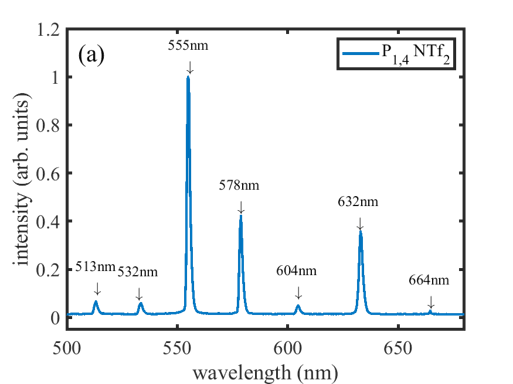 (a)
P1,4 NTf2
555nm
578nm
632nm
513nm
532nm
604nm
664nm
1.2
1
0.8
0.6
0.4
0.2
0
intensity (arb. units)
500
550
600
650
wavelength (nm)